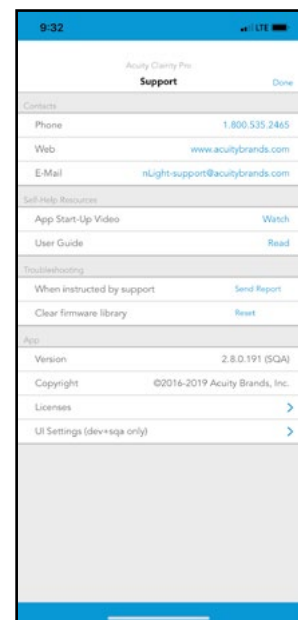 9:32 LTE
Acuity Clairity Pro
Support Done
Contacts
Phone 1.800.535.2465
Web www.acuitybrands.com
E-Mail nLight-support@acuitybrands.com
Self-Help Resources
App Start-Up Video Watch
User Guide Read
Troubleshooting
When instructed by support Send Report
Clear firmware library Reset
App
Version 2.8.0.191 (SQA)
Copyright ©2016-2019 Acuity Brands, Inc.
Licenses
UI Settings (dev+sqa only)